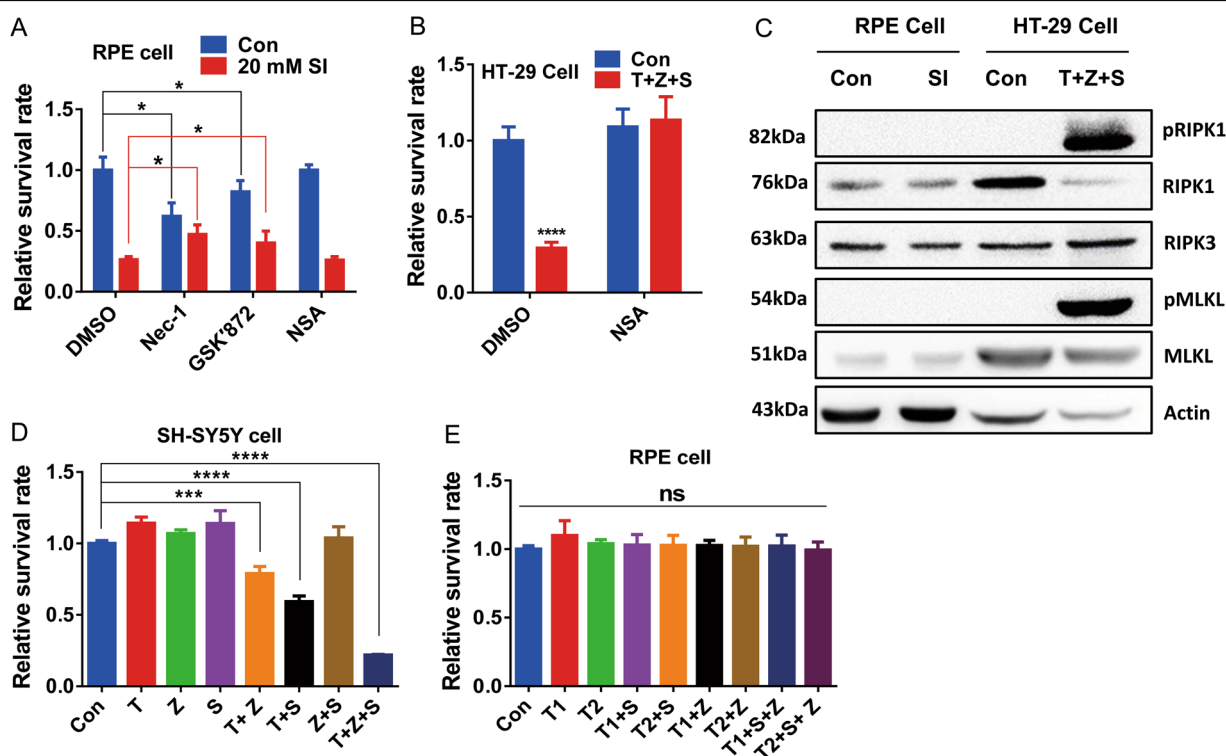 A
RPE cell
Con
20 mM SI
Relative survival rate
1.5
1.0
0.5
0.0
*
*
*
*
DMSO
Nec-1
GSK'872
NSA
B
HT-29 Cell
Con
T+Z+S
Relative survival rate
1.5
1.0
0.5
0.0
****
DMSO
NSA
C
RPE Cell HT-29 Cell
Con SI Con T+Z+S
82kDa pRIPK1
76kDa RIPK1
63kDa RIPK3
54kDa pMLKL
51kDa MLKL
43kDa Actin
D
SH-SY5Y cell
Relative survival rate
1.5
1.0
0.5
0.0
****
****
***
Con
T
Z
S
T+ Z
T+S
Z+S
T+Z+S
E
RPE cell
Relative survival rate
1.5
1.0
0.5
0.0
ns
Con
T1
T2
T1+S
T2+S
T1+Z
T2+Z
T1+S+Z
T2+S+ Z